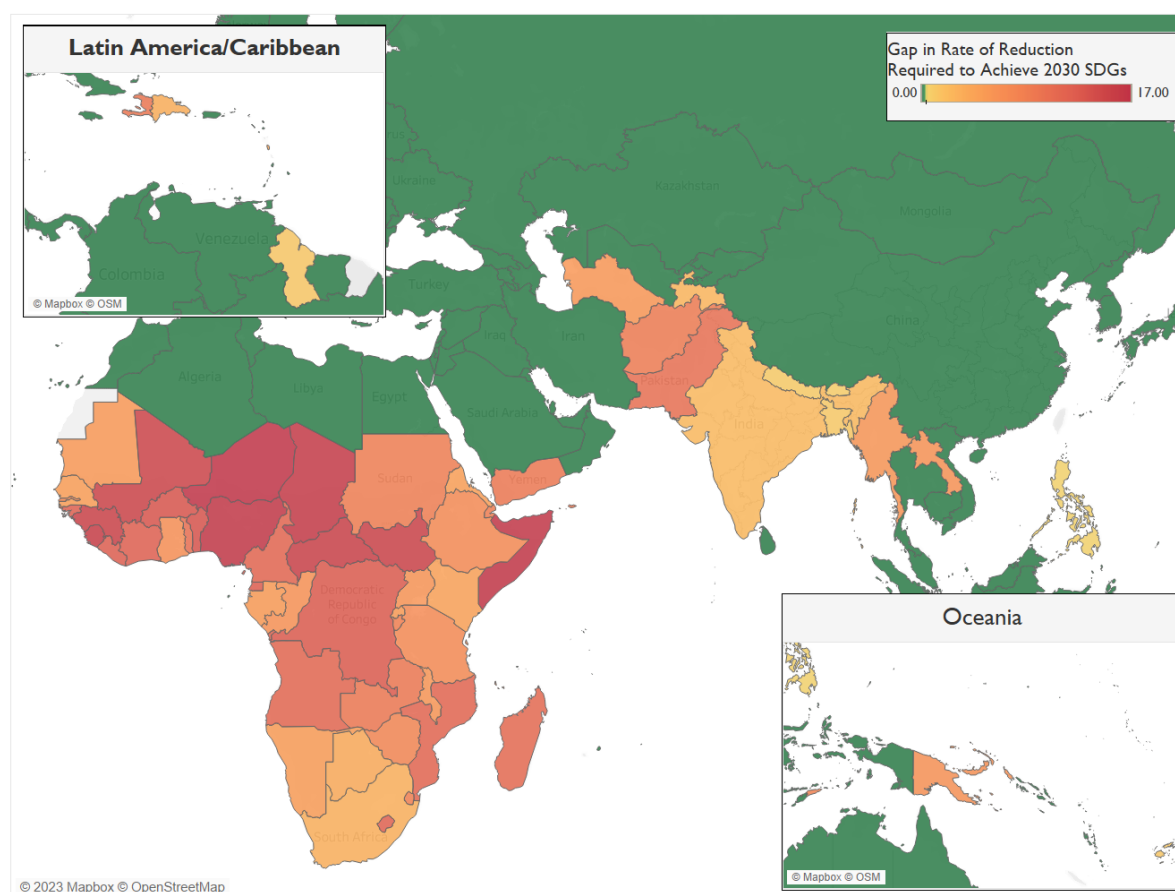 Latin America/Caribbean
Venezuela
Colombia
© Mapbox © OSM
Gap in Rate of Reduction
Required to Achieve 2030 SDGs
0.00
17.00
Ukraine
Kazakhstan
Mongolia
Turkey
China
Iraq
Iran
Algeria
Libya
Egypt
Pakistan
Saudi Arabia
India
Sudan
Yemen
Democratic
Republic
of Congo
South Africa
Oceania
© Mapbox © OSM
© 2023 Mapbox © OpenStreetMap